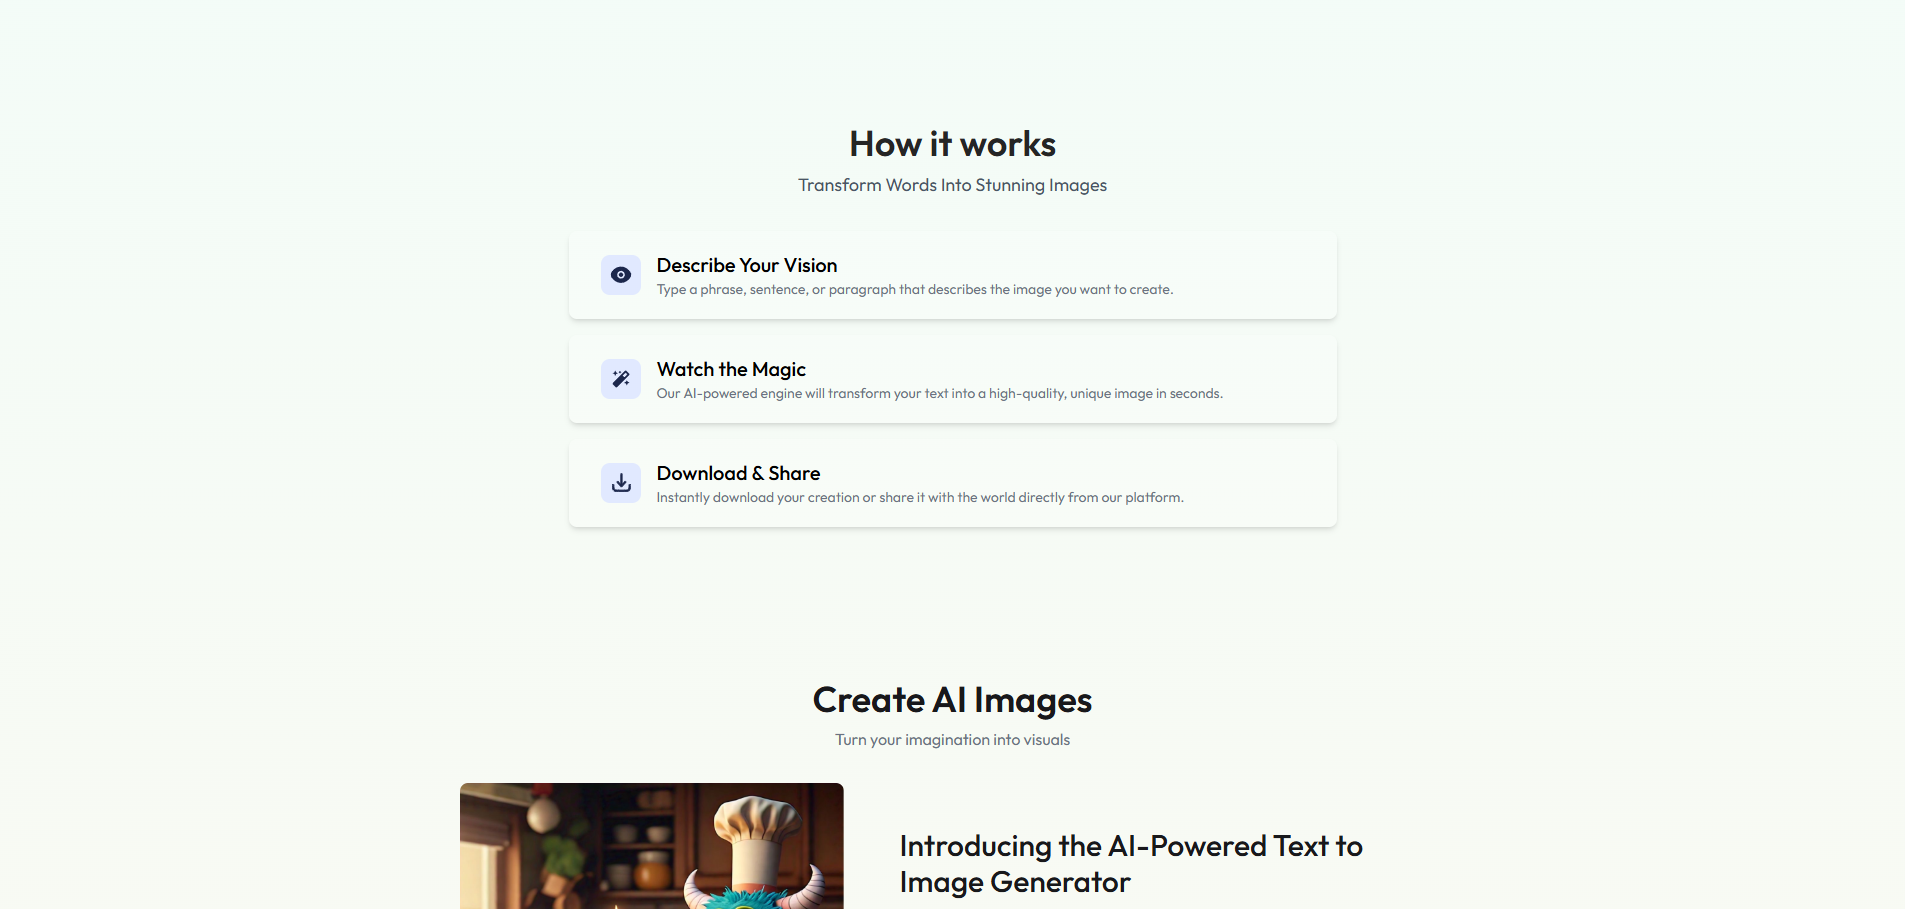 How it works
Transform Words Into Stunning Images
Describe Your Vision
Type a phrase, sentence, or paragraph that describes the image you want to create.
Watch the Magic
Our AI-powered engine will transform your text into a high-quality, unique image in seconds.
Download & Share
Instantly download your creation or share it with the world directly from our platform.
Create AI Images
Turn your imagination into visuals
Introducing the AI-Powered Text to
Image Generator